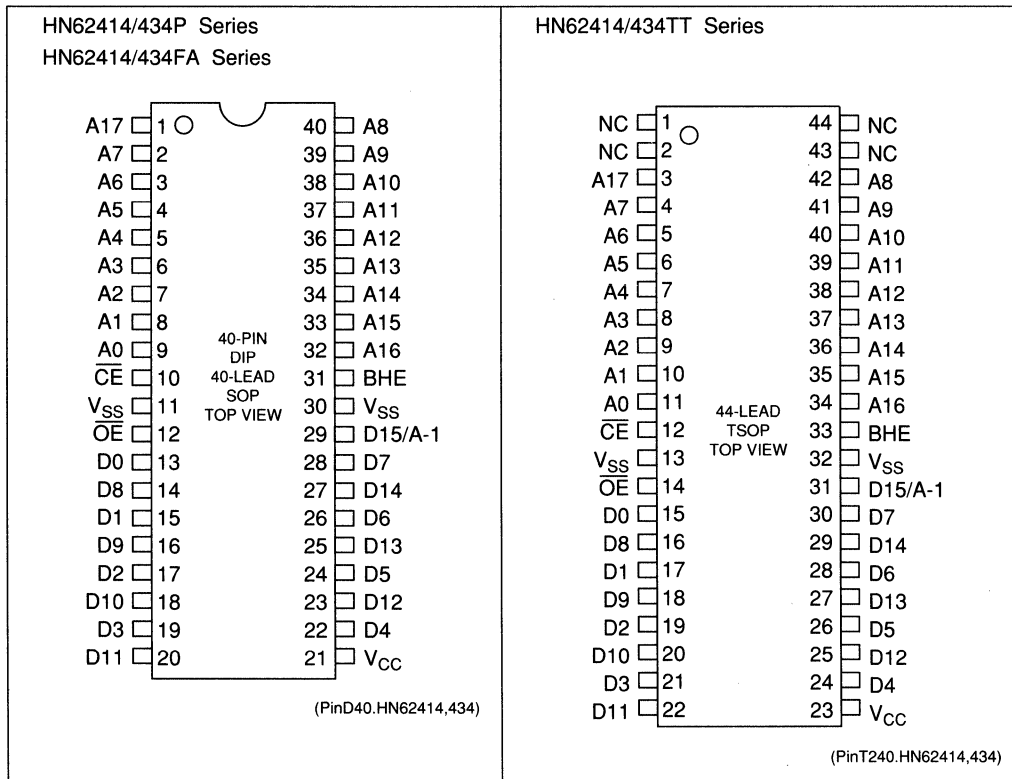 HN62414/434P Series
HN62414/434FA Series
A17 1 40 A8
A7 2 39 A9
A6 3 38 A10
A5 4 37 A11
A4 5 36 A12
A3 6 35 A13
A2 7 34 A14
A1 8 33 A15
A0 9 32 A16
C̅E̅ 10 31 BHE
VSS 11 30 VSS
O̅E̅ 12 29 D15/A-1
D0 13 28 D7
D8 14 27 D14
D1 15 26 D6
D9 16 25 D13
D2 17 24 D5
D10 18 23 D12
D3 19 22 D4
D11 20 21 VCC
40-PIN
DIP
40-LEAD
SOP
TOP VIEW
(PinD40.HN62414,434)
HN62414/434TT Series
NC 1 44 NC
NC 2 43 NC
A17 3 42 A8
A7 4 41 A9
A6 5 40 A10
A5 6 39 A11
A4 7 38 A12
A3 8 37 A13
A2 9 36 A14
A1 10 35 A15
A0 11 34 A16
C̅E̅ 12 33 BHE
VSS 13 32 VSS
O̅E̅ 14 31 D15/A-1
D0 15 30 D7
D8 16 29 D14
D1 17 28 D6
D9 18 27 D13
D2 19 26 D5
D10 20 25 D12
D3 21 24 D4
D11 22 23 VCC
44-LEAD
TSOP
TOP VIEW
(PinT240.HN62414,434)